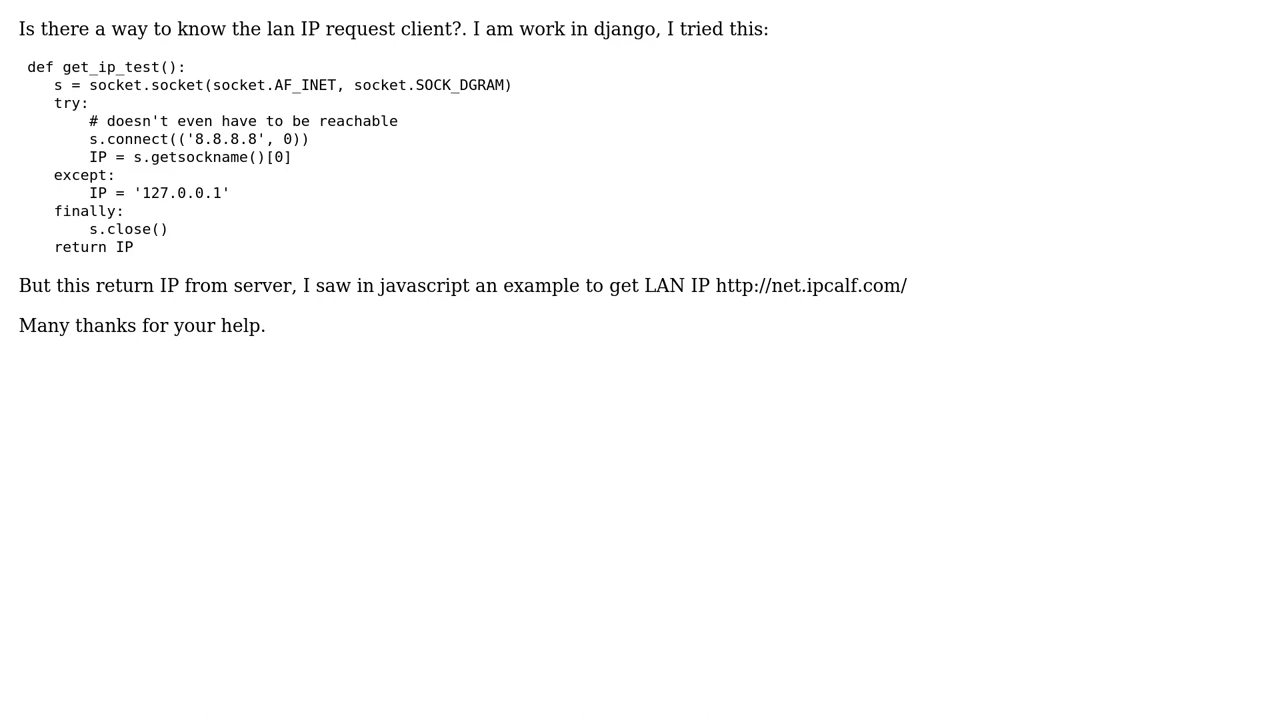 Is there a way to know the lan IP request client?. I am work in django, I tried this:
def get_ip_test():
   s = socket.socket(socket.AF_INET, socket.SOCK_DGRAM)
   try:
       # doesn't even have to be reachable
       s.connect(('8.8.8.8', 0))
       IP = s.getsockname()[0]
   except:
       IP = '127.0.0.1'
   finally:
       s.close()
   return IP
But this return IP from server, I saw in javascript an example to get LAN IP http://net.ipcalf.com/
Many thanks for your help.